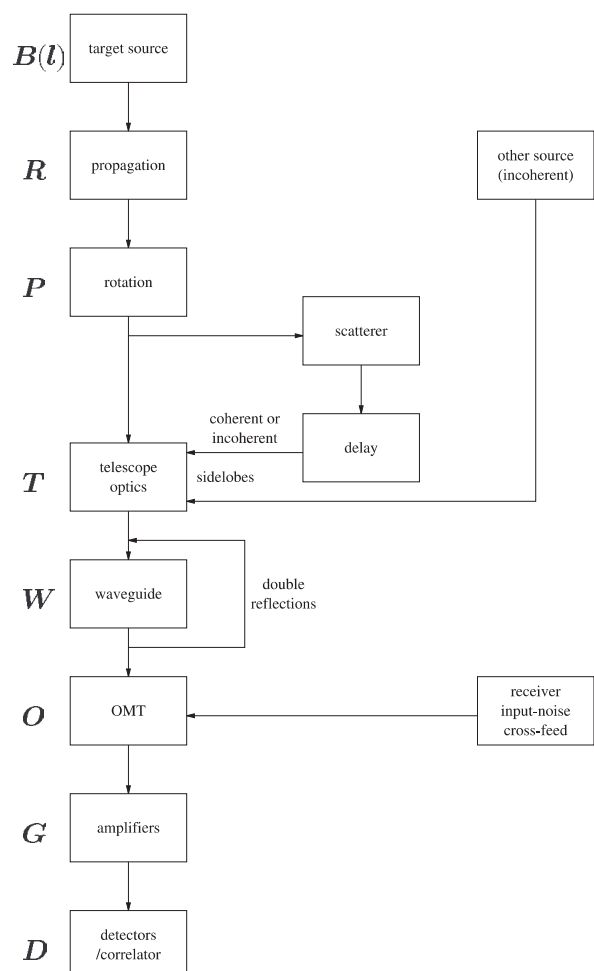 B(l)
target source
R
propagation
other source
(incoherent)
P
rotation
scatterer
coherent or
incoherent
delay
T
telescope
optics
sidelobes
W
waveguide
double
reflections
O
OMT
receiver
input-noise
cross-feed
G
amplifiers
D
detectors
/correlator